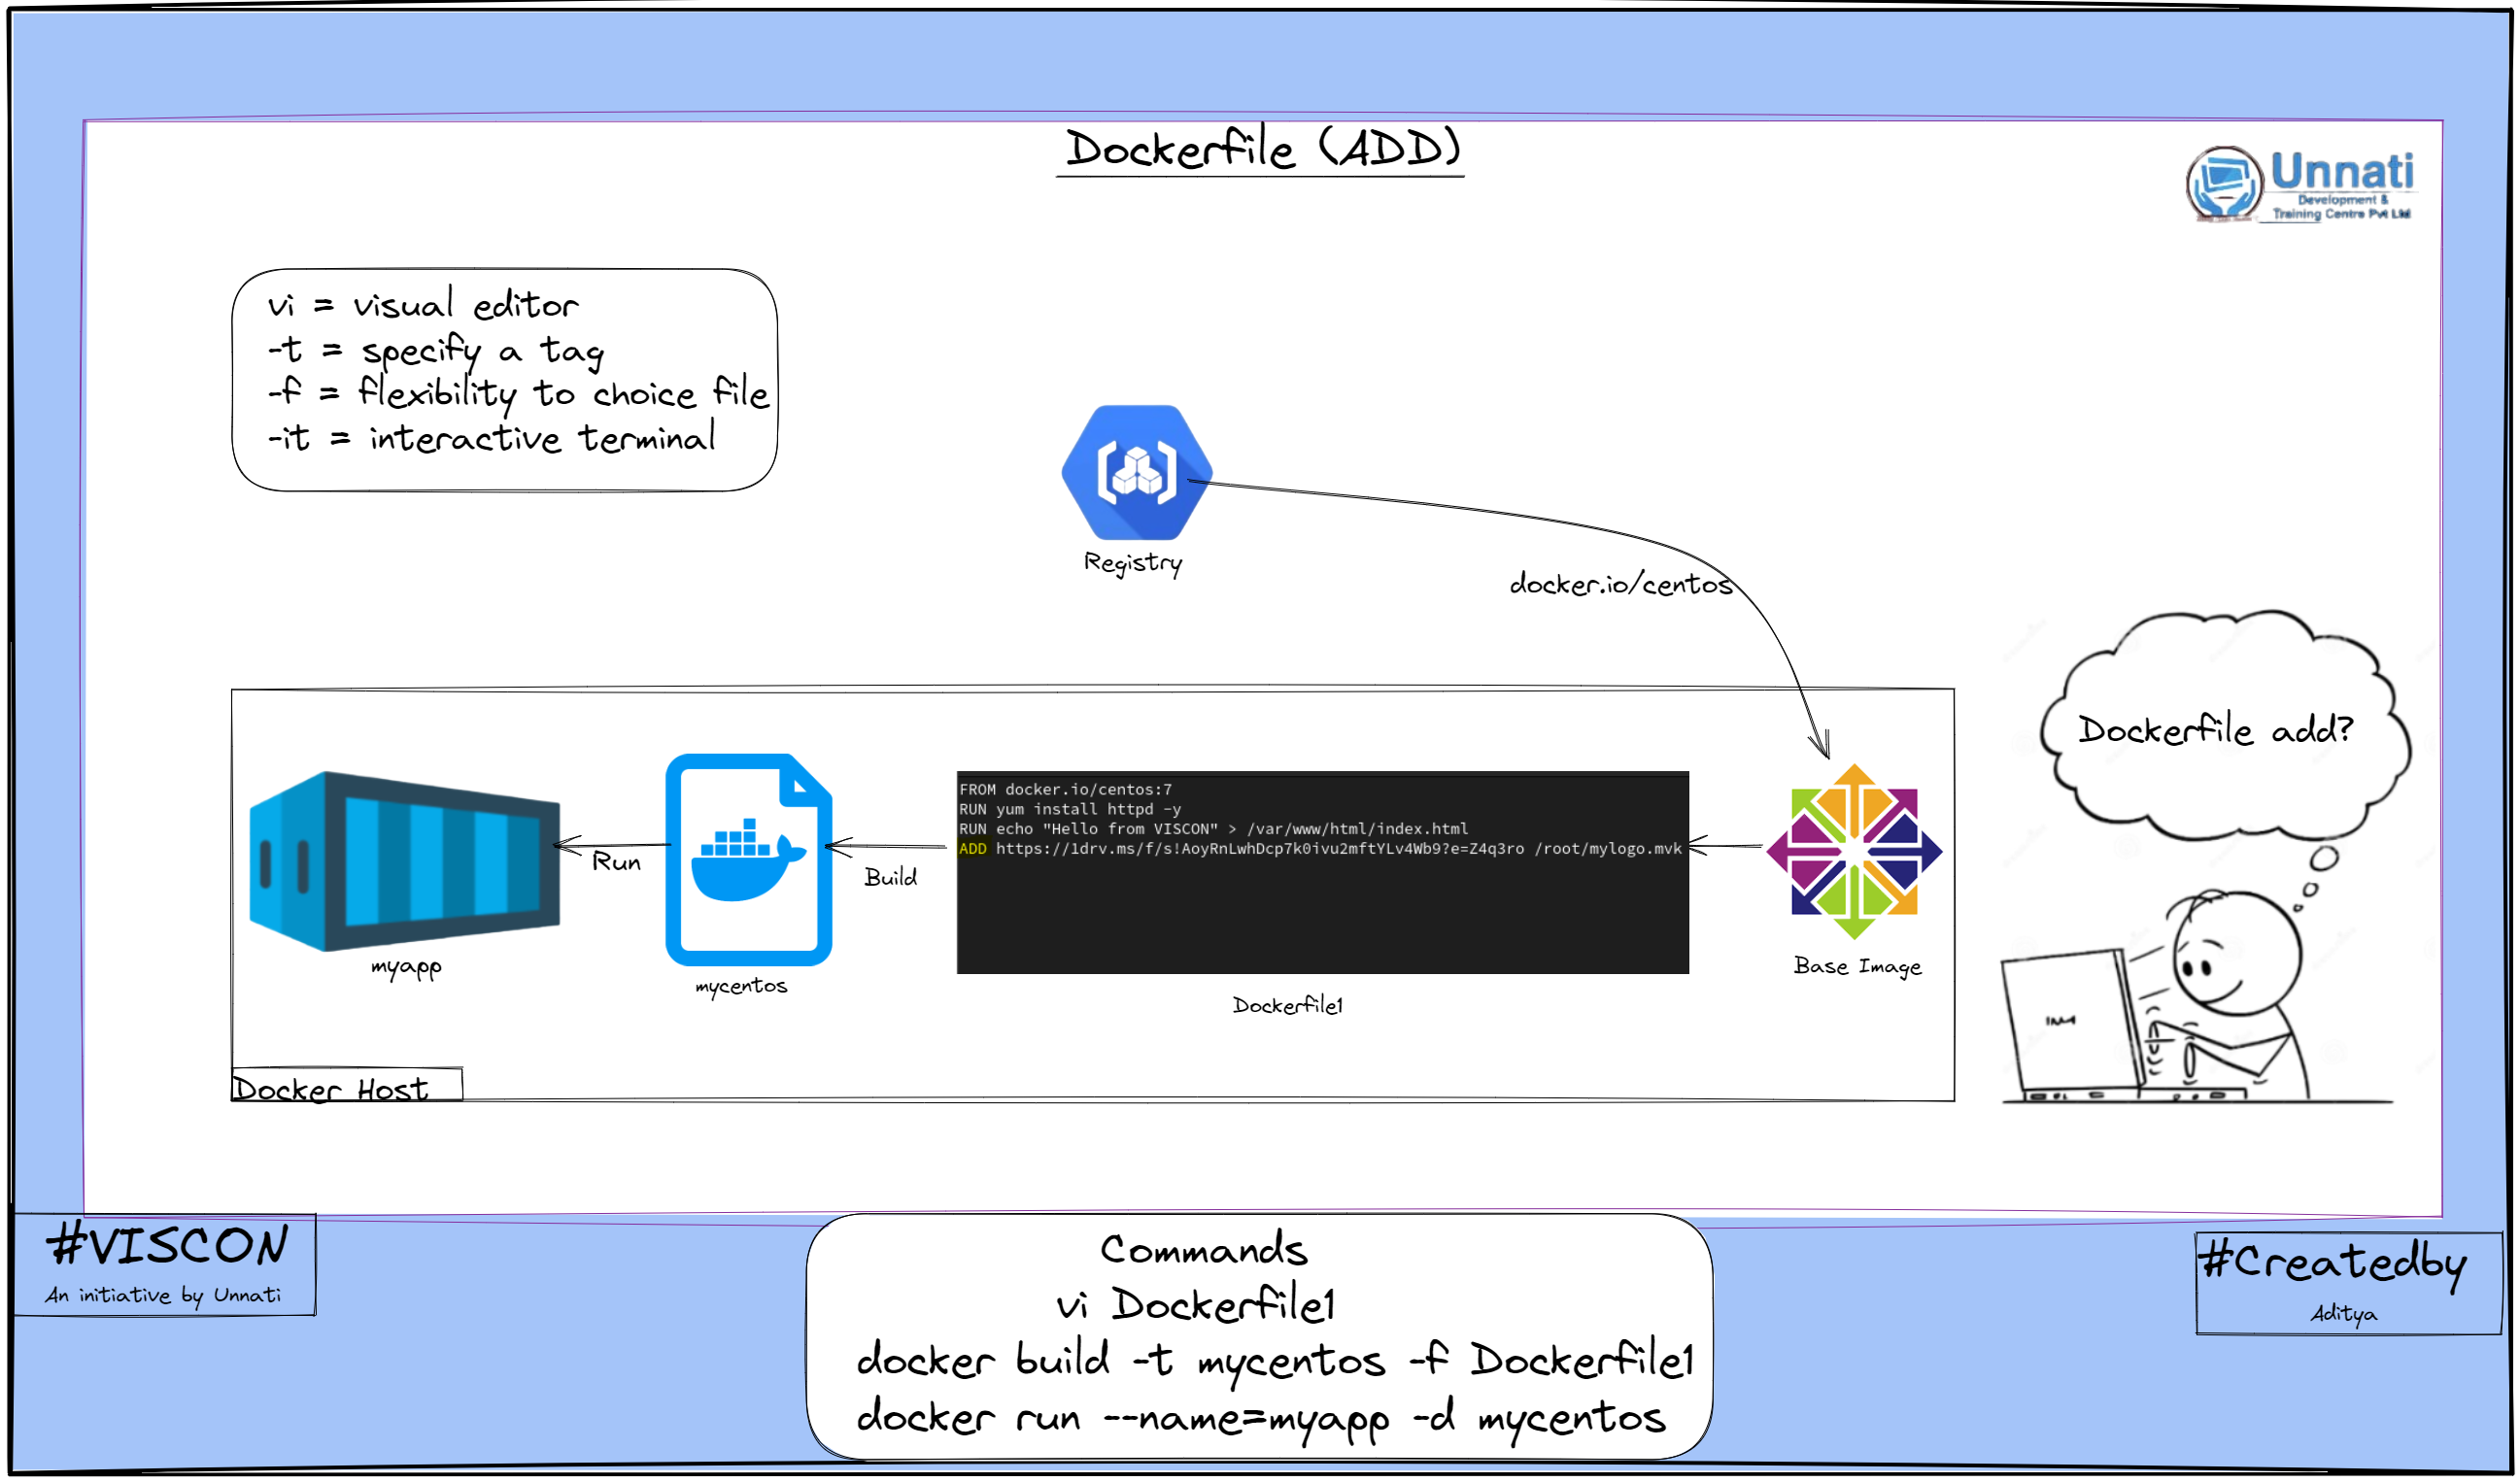 Dockerfile (ADD)
Unnati
Development &
Training Centre Pvt Ltd
vi = visual editor
-t = specify a tag
-f = flexibility to choice file
-it = interactive terminal
Registry
docker.io/centos
Dockerfile add?
FROM docker.io/centos:7
RUN yum install httpd -y
RUN echo "Hello from VISCON" > /var/www/html/index.html
ADD https://1drv.ms/f/s!AoyRnLwhDcp7k0ivu2mftYLv4Wb9?e=Z4q3ro /root/mylogo.mvk
Run
Build
myapp
mycentos
Dockerfile1
Base Image
Docker Host
#VISCON
An initiative by Unnati
Commands
vi Dockerfile1
docker build -t mycentos -f Dockerfile1
docker run --name=myapp -d mycentos
#Createdby
Aditya